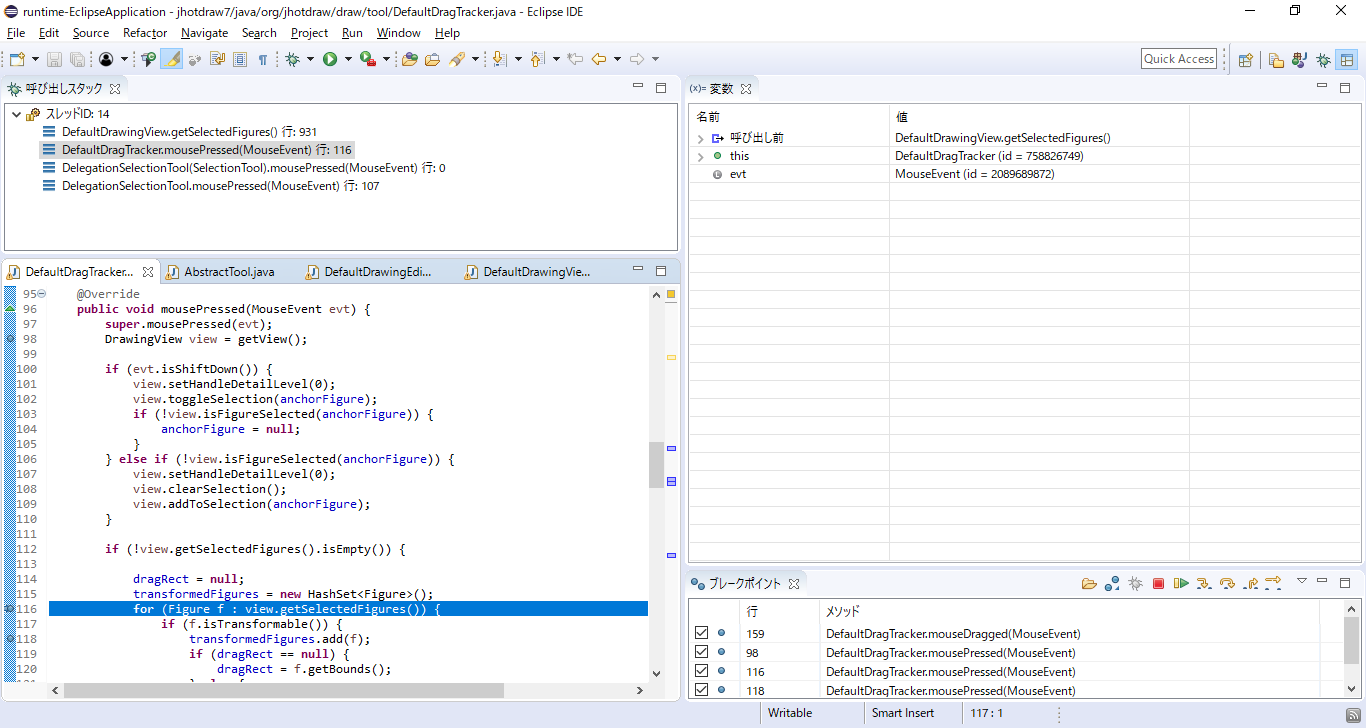 runtime-EclipseApplication - jhotdraw7/java/org/jhotdraw/draw/tool/DefaultDragTracker.java - Eclipse IDE
File Edit Source Refactor Navigate Search Project Run Window Help
Quick Access
呼び出しスタック
スレッドID: 14
DefaultDrawingView.getSelectedFigures() 行: 931
DefaultDragTracker.mousePressed(MouseEvent) 行: 116
DelegationSelectionTool(SelectionTool).mousePressed(MouseEvent) 行: 0
DelegationSelectionTool.mousePressed(MouseEvent) 行: 107
(x)= 変数
名前 値
呼び出し前 DefaultDrawingView.getSelectedFigures()
this DefaultDragTracker (id = 758826749)
evt MouseEvent (id = 2089689872)
DefaultDragTracker... AbstractTool.java DefaultDrawingEdi... DefaultDrawingVie...
95 @Override
96 public void mousePressed(MouseEvent evt) {
97 super.mousePressed(evt);
98 DrawingView view = getView();
99
100 if (evt.isShiftDown()) {
101 view.setHandleDetailLevel(0);
102 view.toggleSelection(anchorFigure);
103 if (!view.isFigureSelected(anchorFigure)) {
104 anchorFigure = null;
105 }
106 } else if (!view.isFigureSelected(anchorFigure)) {
107 view.setHandleDetailLevel(0);
108 view.clearSelection();
109 view.addToSelection(anchorFigure);
110 }
111
112 if (!view.getSelectedFigures().isEmpty()) {
113
114 dragRect = null;
115 transformedFigures = new HashSet<Figure>();
116 for (Figure f : view.getSelectedFigures()) {
117 if (f.isTransformable()) {
118 transformedFigures.add(f);
119 if (dragRect == null) {
120 dragRect = f.getBounds();
ブレークポイント
行 メソッド
159 DefaultDragTracker.mouseDragged(MouseEvent)
98 DefaultDragTracker.mousePressed(MouseEvent)
116 DefaultDragTracker.mousePressed(MouseEvent)
118 DefaultDragTracker.mousePressed(MouseEvent)
Writable Smart Insert 117 : 1